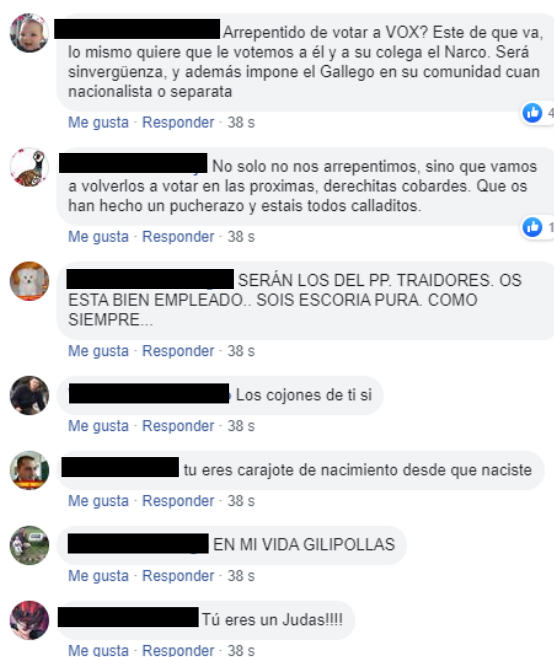 Arrepentido de votar a VOX? Este de que va,
lo mismo quiere que le votemos a él y a su colega el Narco. Será
sinvergüenza, y además impone el Gallego en su comunidad cuan
nacionalista o separata
4
Me gusta · Responder · 38 s
No solo no nos arrepentimos, sino que vamos
a volverlos a votar en las proximas, derechitas cobardes. Que os
han hecho un pucherazo y estais todos calladitos.
1
Me gusta · Responder · 38 s
SERÁN LOS DEL PP. TRAIDORES. OS
ESTA BIEN EMPLEADO.. SOIS ESCORIA PURA. COMO
SIEMPRE...
Me gusta · Responder · 38 s
Los cojones de ti si
Me gusta · Responder · 38 s
tu eres carajote de nacimiento desde que naciste
Me gusta · Responder · 38 s
EN MI VIDA GILIPOLLAS
Me gusta · Responder · 38 s
Tú eres un Judas!!!!
Me gusta · Responder · 38 s